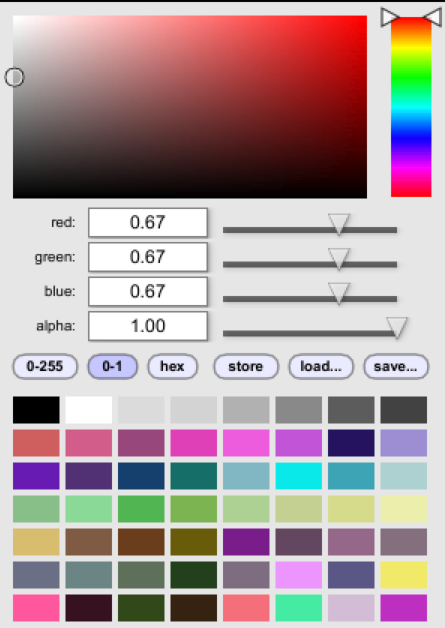 red: 0.67
green: 0.67
blue: 0.67
alpha: 1.00
0-255 0-1 hex store load... save...